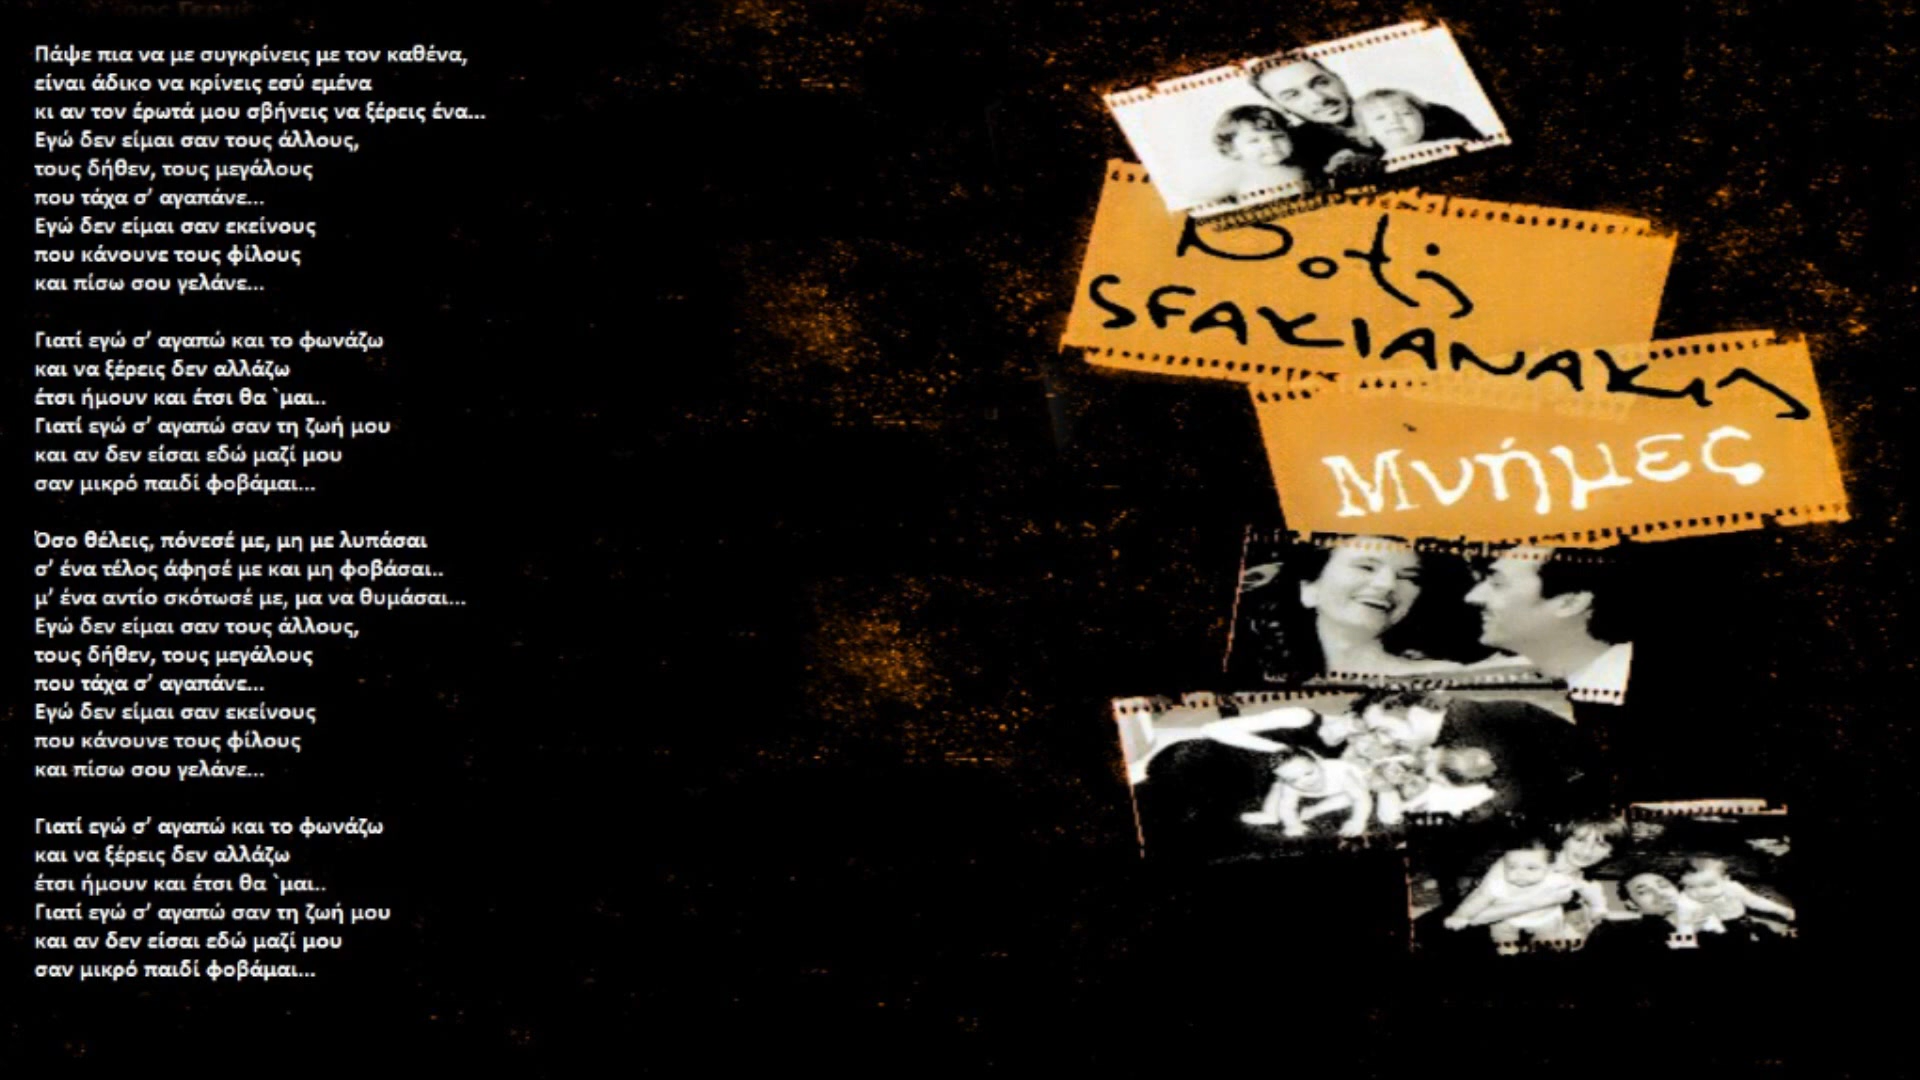 Πάψε πια να με συγκρίνεις με τον καθένα,
είναι άδικο να κρίνεις εσύ εμένα
κι αν τον έρωτά μου σβήνεις να ξέρεις ένα...
Εγώ δεν είμαι σαν τους άλλους,
τους δήθεν, τους μεγάλους
που τάχα σ' αγαπάνε...
Εγώ δεν είμαι σαν εκείνους
που κάνουνε τους φίλους
και πίσω σου γελάνε...

Γιατί εγώ σ' αγαπώ και το φωνάζω
και να ξέρεις δεν αλλάζω
έτσι ήμουν και έτσι θα `μαι..
Γιατί εγώ σ' αγαπώ σαν τη ζωή μου
και αν δεν είσαι εδώ μαζί μου
σαν μικρό παιδί φοβάμαι...

Όσο θέλεις, πόνεσέ με, μη με λυπάσαι
σ' ένα τέλος άφησέ με και μη φοβάσαι..
μ' ένα αντίο σκότωσέ με, μα να θυμάσαι...
Εγώ δεν είμαι σαν τους άλλους,
τους δήθεν, τους μεγάλους
που τάχα σ' αγαπάνε...
Εγώ δεν είμαι σαν εκείνους
που κάνουνε τους φίλους
και πίσω σου γελάνε...

Γιατί εγώ σ' αγαπώ και το φωνάζω
και να ξέρεις δεν αλλάζω
έτσι ήμουν και έτσι θα `μαι..
Γιατί εγώ σ' αγαπώ σαν τη ζωή μου
και αν δεν είσαι εδώ μαζί μου
σαν μικρό παιδί φοβάμαι...

Notis
SFAKIANAKIS
Μνήμες